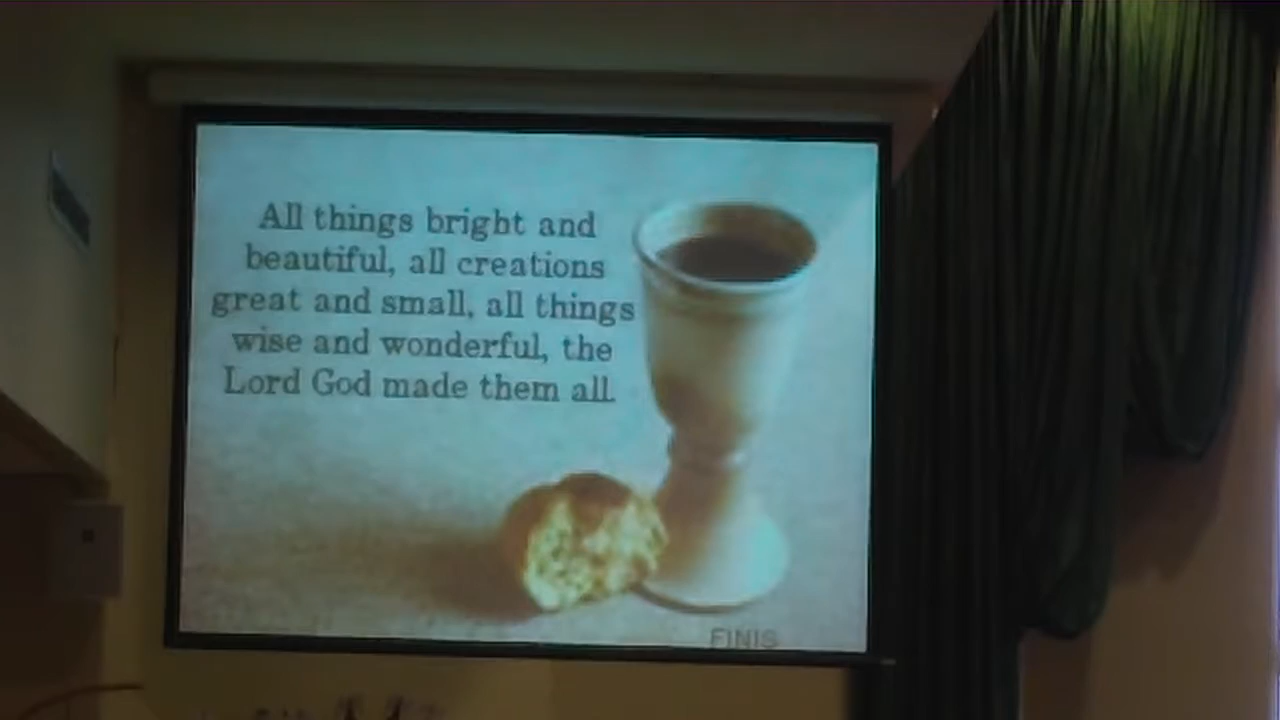 All things bright and
beautiful, all creations
great and small, all things
wise and wonderful, the
Lord God made them all.
FINIS